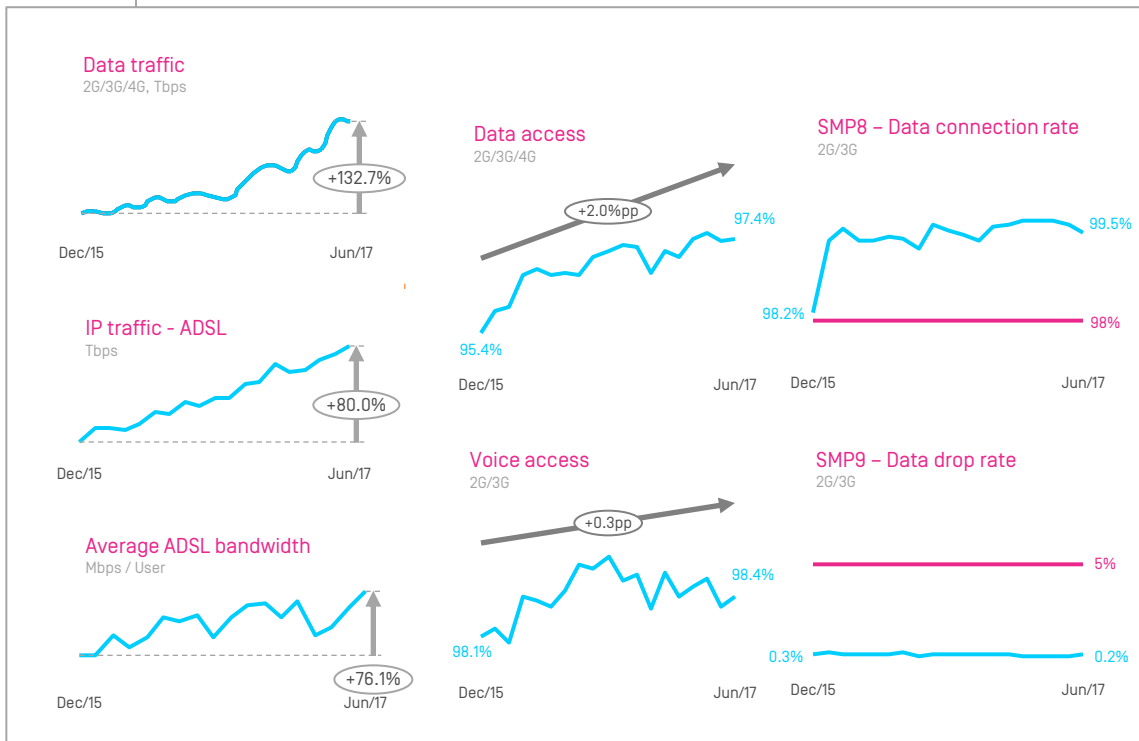 Data traffic
2G/3G/4G, Tbps
+132.7%
Dec/15
Jun/17
IP traffic - ADSL
Tbps
+80.0%
Dec/15
Jun/17
Average ADSL bandwidth
Mbps / User
+76.1%
Dec/15
Jun/17
Data access
2G/3G/4G
+2.0%pp
97.4%
95.4%
Dec/15
Jun/17
Voice access
2G/3G
+0.3pp
98.4%
98.1%
Dec/15
Jun/17
SMP8 – Data connection rate
2G/3G
99.5%
98.2%
98%
Dec/15
Jun/17
SMP9 – Data drop rate
2G/3G
5%
0.3%
0.2%
Dec/15
Jun/17